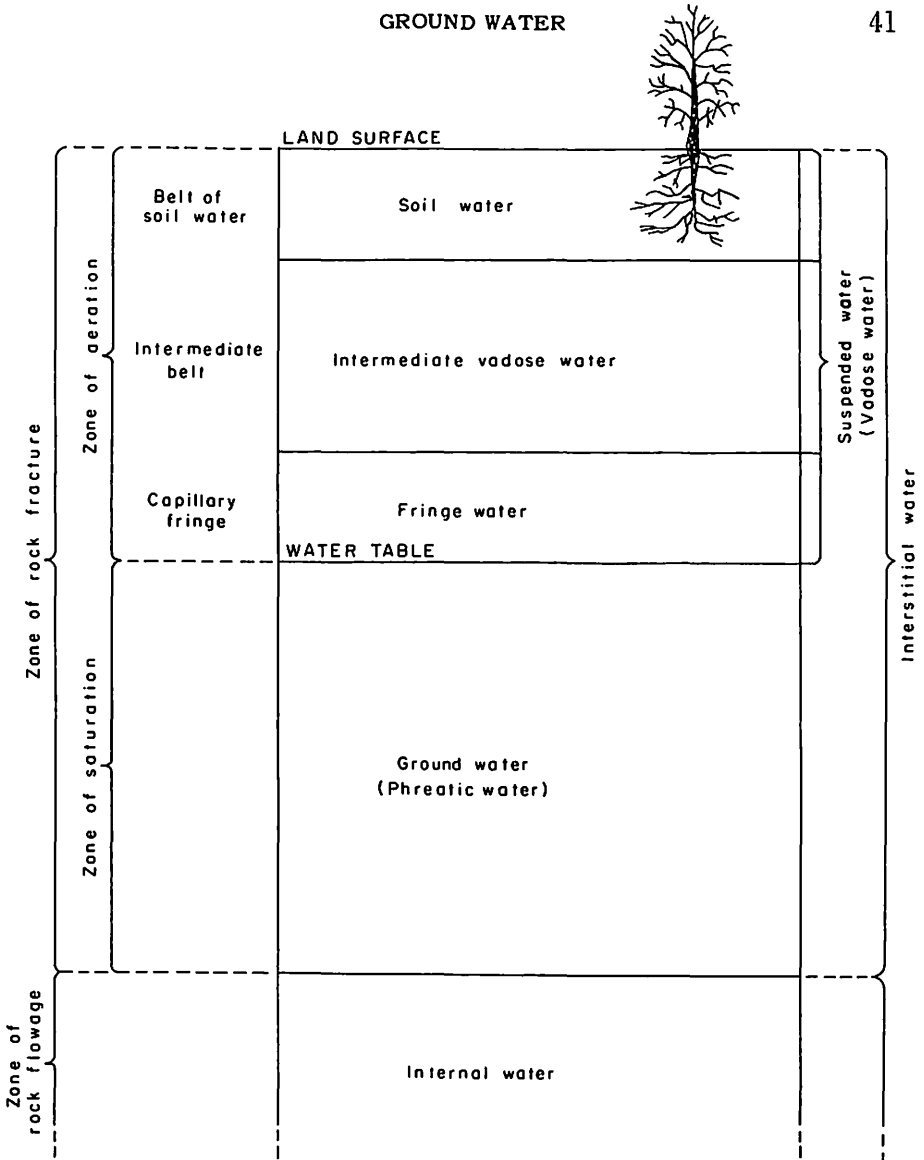 GROUND WATER
41
LAND SURFACE
Belt of
soil water
Soil water
Zone of aeration
Intermediate
belt
Intermediate vadose water
Suspended water
(Vadose water)
Zone of rock fracture
Capillary
fringe
Fringe water
Interstitial water
WATER TABLE
Zone of saturation
Ground water
(Phreatic water)
Zone of
rock flowage
Internal water